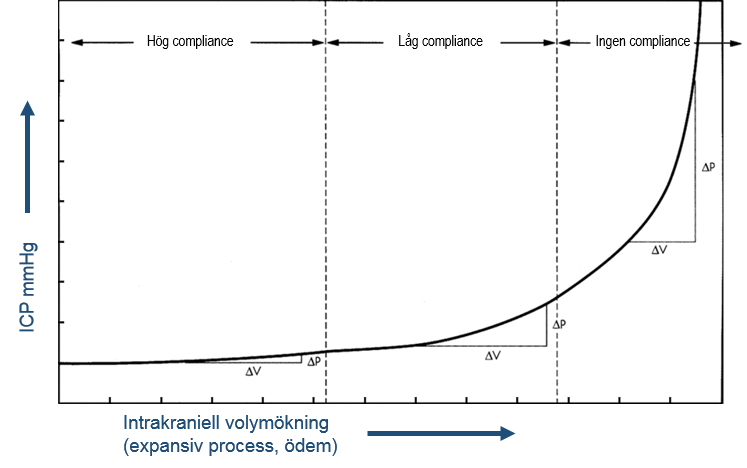 Hög compliance
Låg compliance
Ingen compliance
ICP mmHg
ΔP
ΔV
ΔP
ΔV
ΔP
ΔV
Intrakraniell volymökning
(expansiv process, ödem)